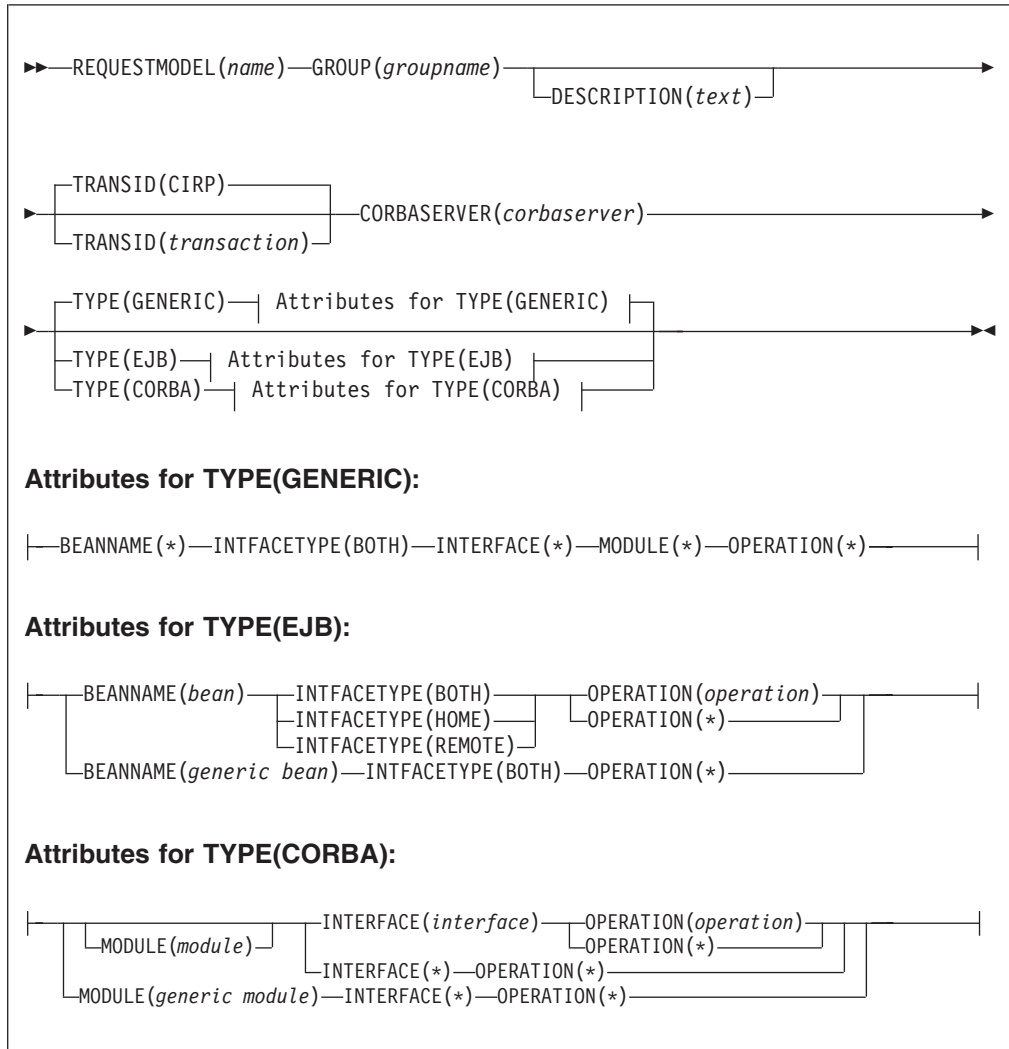 REQUESTMODEL(name) GROUP(groupname)
DESCRIPTION(text)
TRANSID(CIRP)
CORBASERVER(corbaserver)
TRANSID(transaction)
TYPE(GENERIC) Attributes for TYPE(GENERIC)
TYPE(EJB) Attributes for TYPE(EJB)
TYPE(CORBA) Attributes for TYPE(CORBA)
Attributes for TYPE(GENERIC):
BEANNAME(*) INTFACETYPE(BOTH) INTERFACE(*) MODULE(*) OPERATION(*)
Attributes for TYPE(EJB):
BEANNAME(bean) INTFACETYPE(BOTH) OPERATION(operation)
INTFACETYPE(HOME) OPERATION(*)
INTFACETYPE(REMOTE)
BEANNAME(generic bean) INTFACETYPE(BOTH) OPERATION(*)
Attributes for TYPE(CORBA):
INTERFACE(interface) OPERATION(operation)
MODULE(module) OPERATION(*)
INTERFACE(*) OPERATION(*)
MODULE(generic module) INTERFACE(*) OPERATION(*)